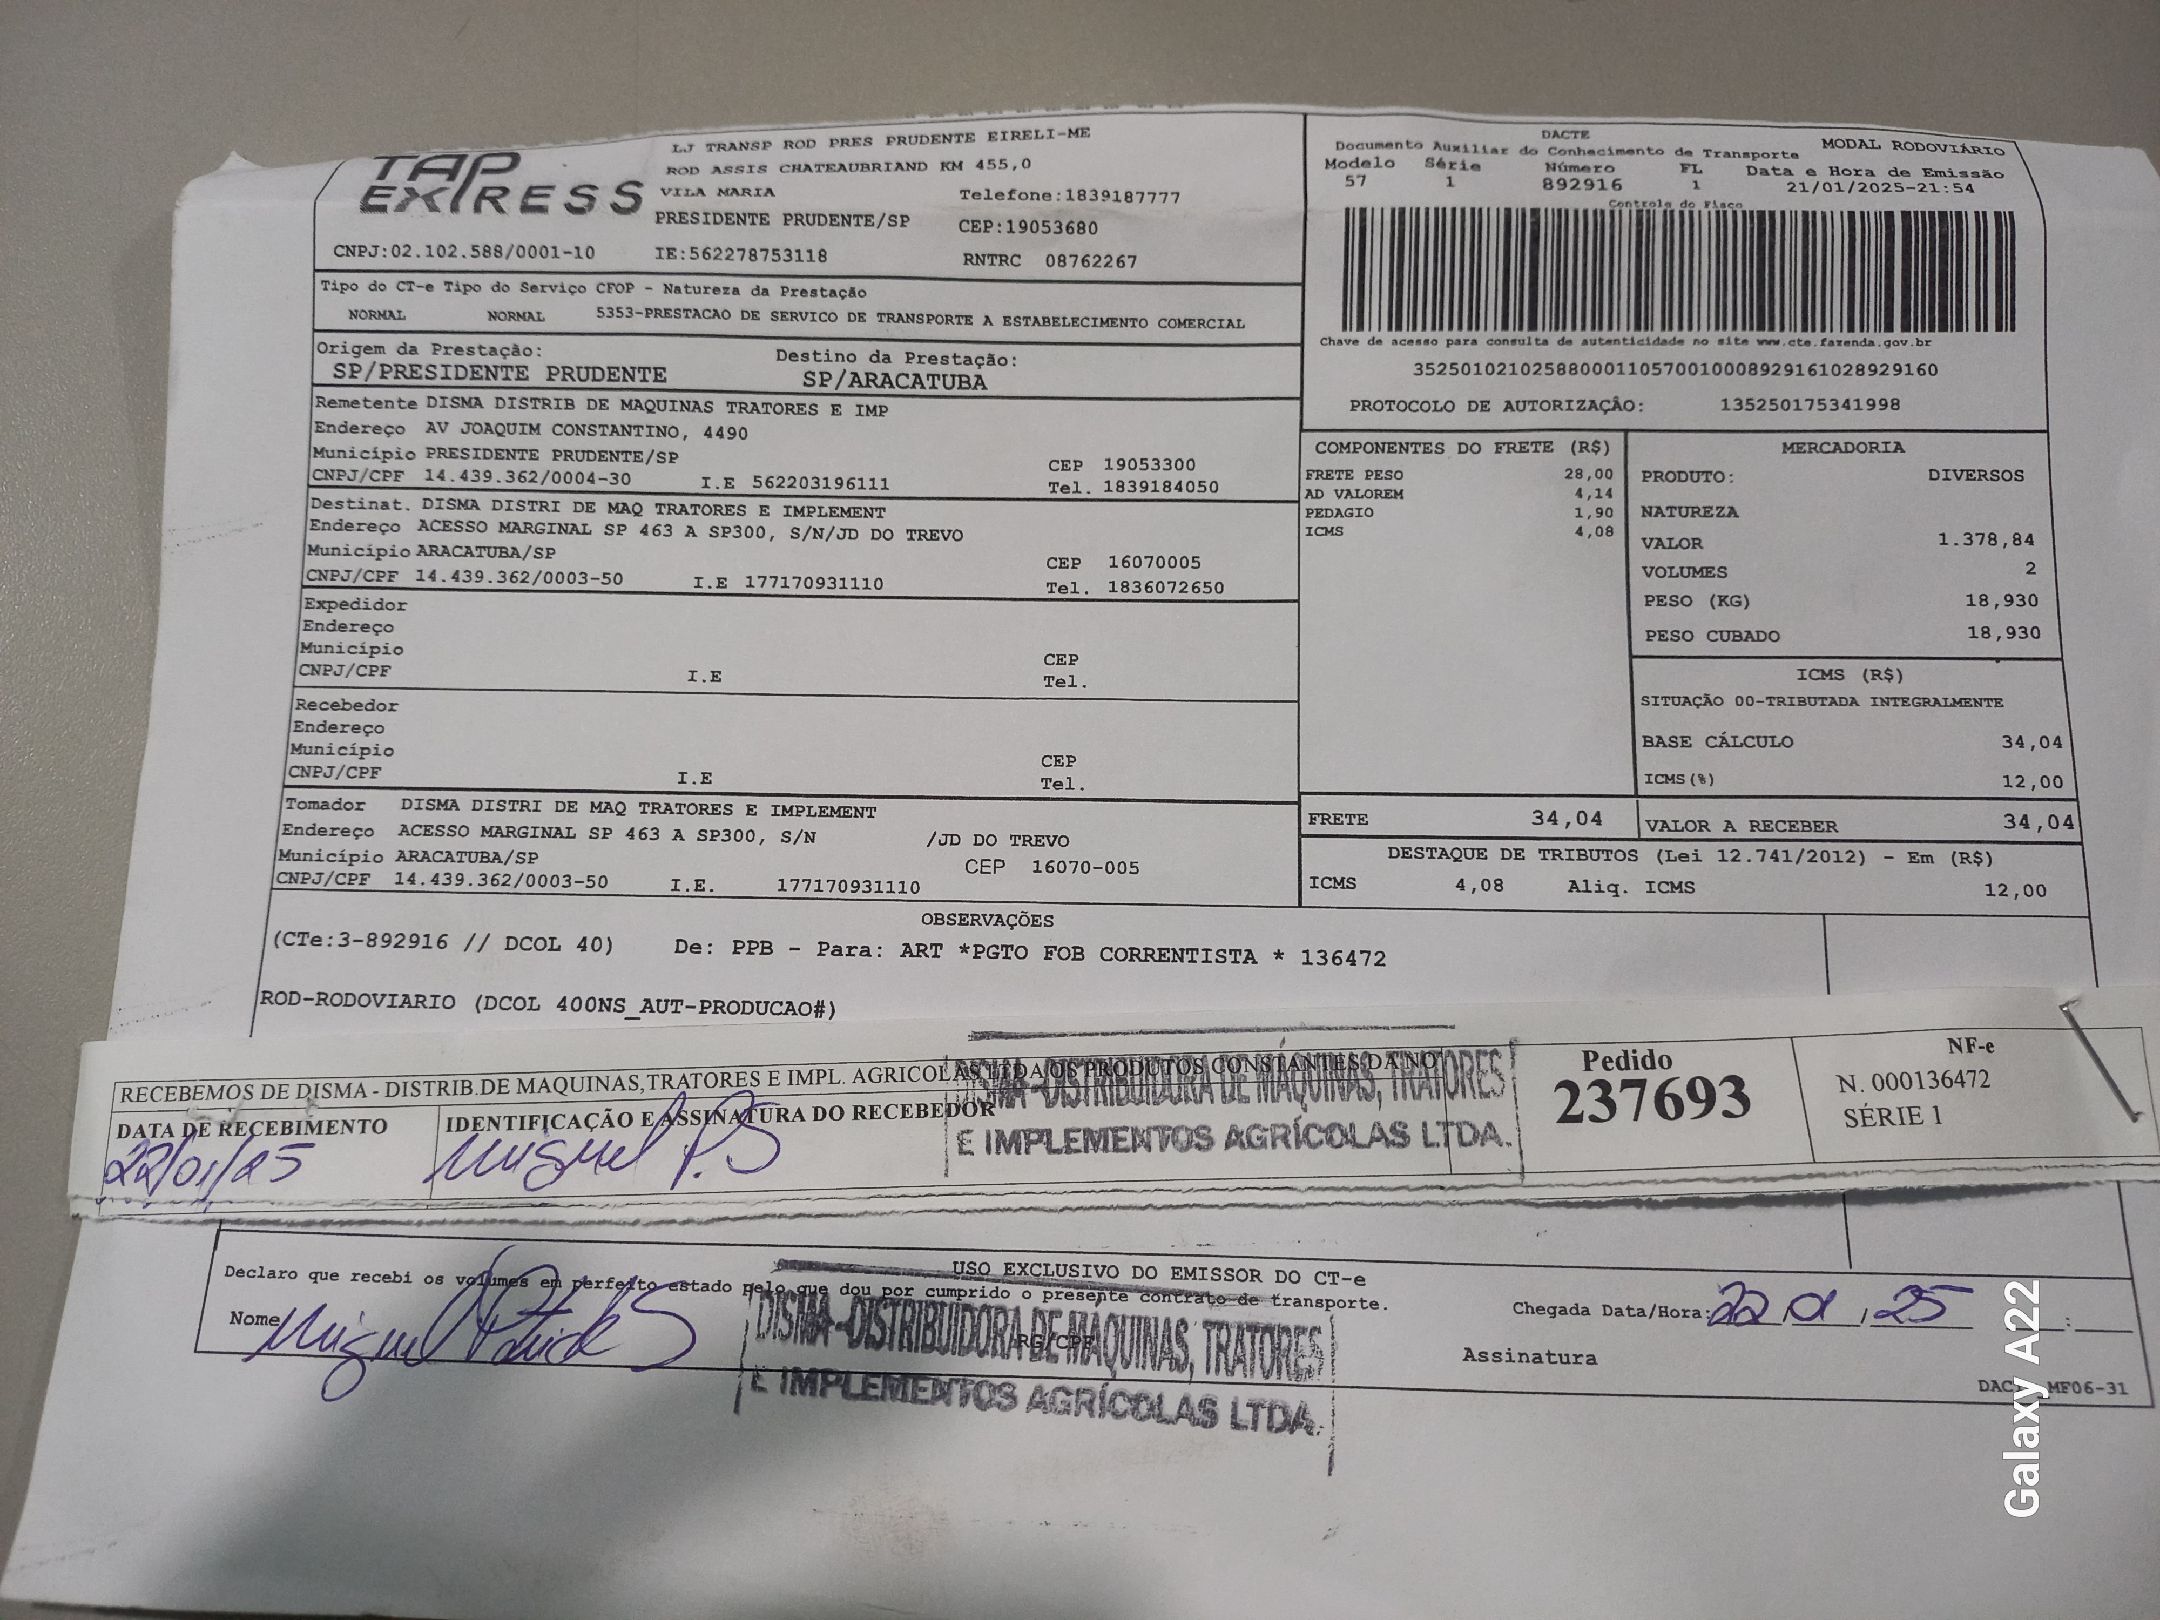 TAP EXPRESS
LJ TRANSP ROD PRES PRUDENTE EIRELI-ME
ROD ASSIS CHATEAUBRIAND KM 455,0
VILA MARIA Telefone:1839187777
PRESIDENTE PRUDENTE/SP CEP:19053680
CNPJ:02.102.588/0001-10 IE:562278753118 RNTRC 08762267
DACTE MODAL RODOVIÁRIO
Documento Auxiliar do Conhecimento de Transporte
Modelo Série Número FL Data e Hora de Emissão
57 1 892916 1 21/01/2025-21:54
Controle do Fisco
Chave de acesso para consulta de autenticidade no site www.cte.fazenda.gov.br
35250102102588000110570010008929161028929160
PROTOCOLO DE AUTORIZAÇÂO: 135250175341998
Tipo do CT-e Tipo do Serviço CFOP - Natureza da Prestação
NORMAL NORMAL 5353-PRESTACAO DE SERVICO DE TRANSPORTE A ESTABELECIMENTO COMERCIAL
Origem da Prestação: Destino da Prestação:
SP/PRESIDENTE PRUDENTE SP/ARACATUBA
Remetente DISMA DISTRIB DE MAQUINAS TRATORES E IMP
Endereço AV JOAQUIM CONSTANTINO, 4490
Município PRESIDENTE PRUDENTE/SP CEP 19053300
CNPJ/CPF 14.439.362/0004-30 I.E 562203196111 Tel. 1839184050
Destinat. DISMA DISTRI DE MAQ TRATORES E IMPLEMENT
Endereço ACESSO MARGINAL SP 463 A SP300, S/N/JD DO TREVO
Município ARACATUBA/SP CEP 16070005
CNPJ/CPF 14.439.362/0003-50 I.E 177170931110 Tel. 1836072650
Expedidor
Endereço
Município CEP
CNPJ/CPF I.E Tel.
Recebedor
Endereço
Município CEP
CNPJ/CPF I.E Tel.
Tomador DISMA DISTRI DE MAQ TRATORES E IMPLEMENT
Endereço ACESSO MARGINAL SP 463 A SP300, S/N /JD DO TREVO
Município ARACATUBA/SP CEP 16070-005
CNPJ/CPF 14.439.362/0003-50 I.E. 177170931110
COMPONENTES DO FRETE (R$)
FRETE PESO 28,00
AD VALOREM 4,14
PEDAGIO 1,90
ICMS 4,08
MERCADORIA
PRODUTO: DIVERSOS
NATUREZA
VALOR 1.378,84
VOLUMES 2
PESO (KG) 18,930
PESO CUBADO 18,930
ICMS (R$)
SITUAÇÃO 00-TRIBUTADA INTEGRALMENTE
BASE CÁLCULO 34,04
ICMS(%) 12,00
FRETE 34,04 VALOR A RECEBER 34,04
DESTAQUE DE TRIBUTOS (Lei 12.741/2012) - Em (R$)
ICMS 4,08 Aliq. ICMS 12,00
OBSERVAÇÕES
(CTe:3-892916 // DCOL 40) De: PPB - Para: ART *PGTO FOB CORRENTISTA * 136472
ROD-RODOVIARIO (DCOL 400NS_AUT-PRODUCAO#)
RECEBEMOS DE DISMA - DISTRIB.DE MAQUINAS,TRATORES E IMPL. AGRICOLAS LTDA OS PRODUTOS CONSTANTES DA NO
DATA DE RECEBIMENTO IDENTIFICAÇÃO E ASSINATURA DO RECEBEDOR
22/01/25 Miguel P.S
DISMA - DISTRIBUIDORA DE MÁQUINAS, TRATORES
E IMPLEMENTOS AGRÍCOLAS LTDA.
Pedido
237693
NF-e
N. 000136472
SÉRIE 1
USO EXCLUSIVO DO EMISSOR DO CT-e
Declaro que recebi os volumes em perfeito estado pelo que dou por cumprido o presente contrato de transporte.
Nome Miguel Patrick S RG/CPF
DISMA - DISTRIBUIDORA DE MÁQUINAS, TRATORES
E IMPLEMENTOS AGRÍCOLAS LTDA.
Chegada Data/Hora: 22 01 / 25 :
Assinatura
MF06-31
Galaxy A22